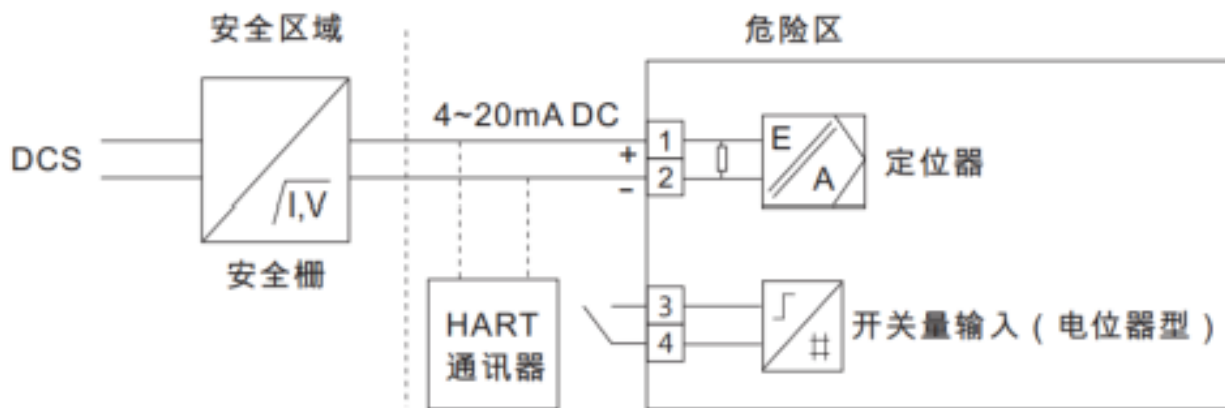 安全区域
危险区
4~20mA DC
DCS
1
+
2
−
E
A
定位器
I,V
安全栅
HART
通讯器
3
4
开关量输入（电位器型）